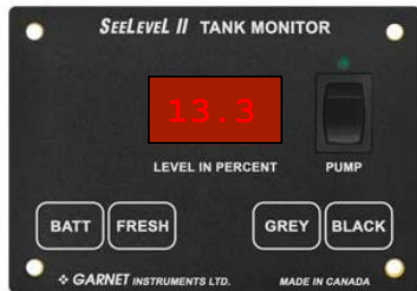 SEELEVEL II TANK MONITOR
13.3
LEVEL IN PERCENT
PUMP
BATT
FRESH
GREY
BLACK
❖ GARNET INSTRUMENTS LTD.
MADE IN CANADA